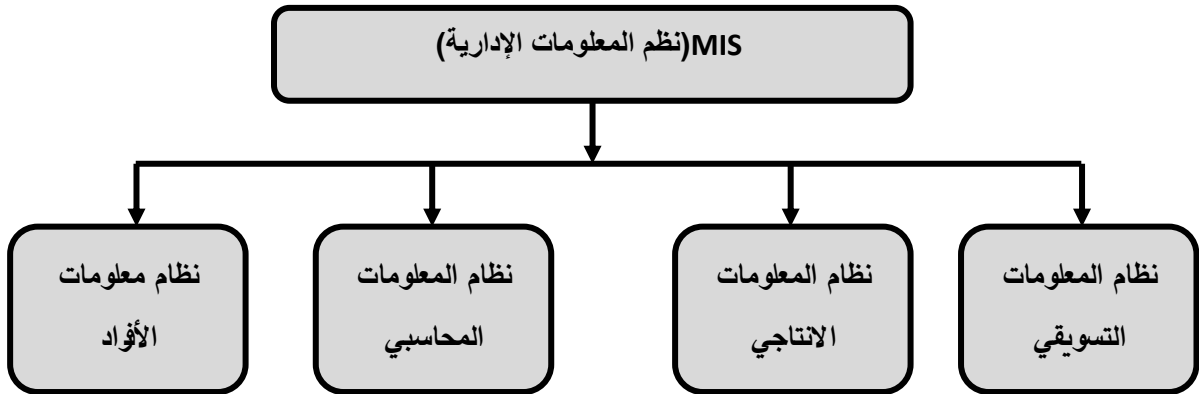 MIS(نظم المعلومات الإدارية)
نظام المعلومات
التسويقي
نظام المعلومات
الانتاجي
نظام المعلومات
المحاسبي
نظام معلومات
الأفراد